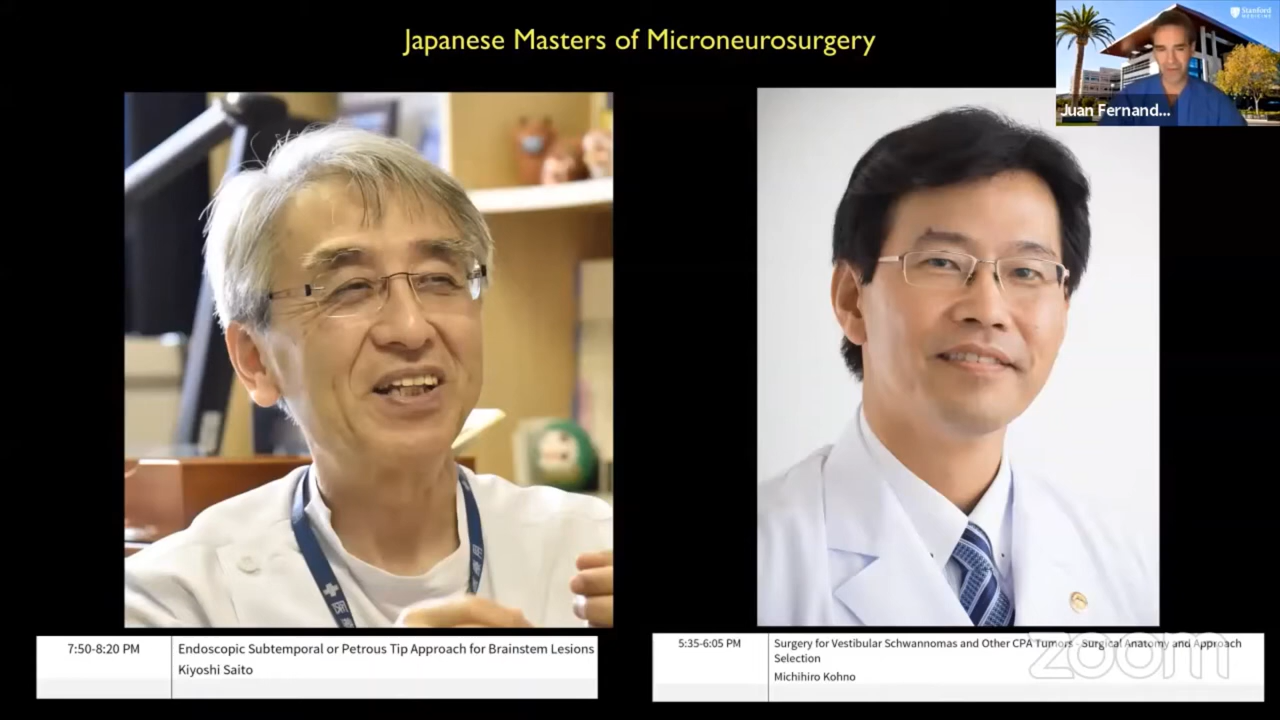 Japanese Masters of Microneurosurgery
Stanford
MEDICINE
Juan Fernand...
7:50-8:20 PM
Endoscopic Subtemporal or Petrous Tip Approach for Brainstem Lesions
Kiyoshi Saito
5:35-6:05 PM
Surgery for Vestibular Schwannomas and Other CPA Tumors - Surgical Anatomy and Approach
Selection
Michihiro Kohno
zoom